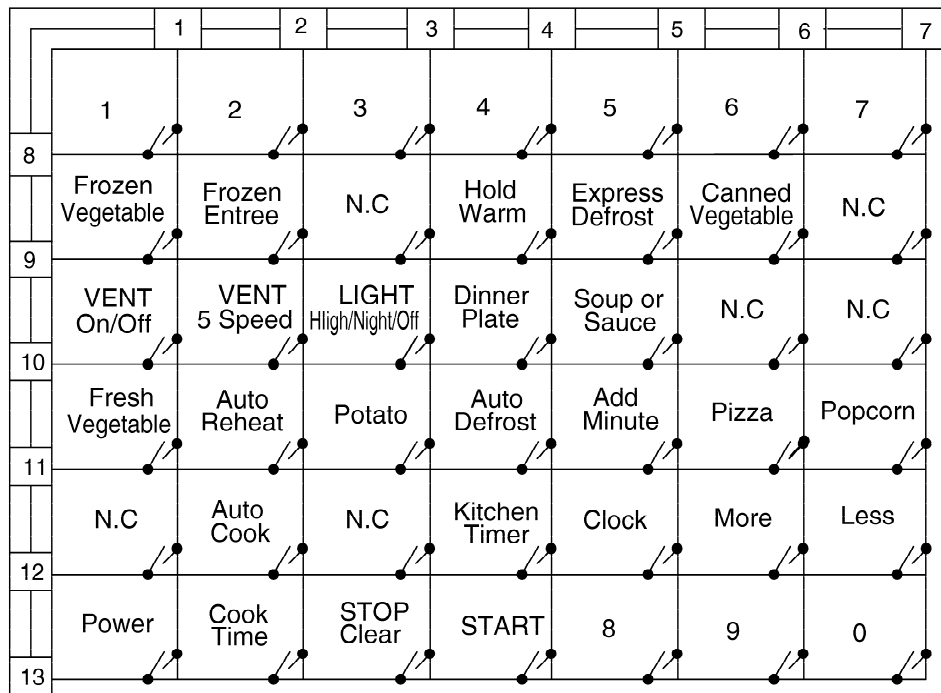 1 2 3 4 5 6 7
1 2 3 4 5 6 7
8
Frozen Vegetable
Frozen Entree
N.C
Hold Warm
Express Defrost
Canned Vegetable
N.C
9
VENT On/Off
VENT 5 Speed
LIGHT HIigh/Night/Off
Dinner Plate
Soup or Sauce
N.C
N.C
10
Fresh Vegetable
Auto Reheat
Potato
Auto Defrost
Add Minute
Pizza
Popcorn
11
N.C
Auto Cook
N.C
Kitchen Timer
Clock
More
Less
12
Power
Cook Time
STOP Clear
START
8
9
0
13